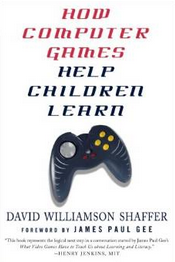 HOW
COMPUTER
GAMES
HELP
CHILDREN
LEARN
DAVID WILLIAMSON SHAFFER
FOREWORD BY JAMES PAUL GEE
"This book represents the logical next step in a conversation started by James Paul Gee's
What Video Games Have to Teach Us about Learning and Literacy."
—HENRY JENKINS, MIT